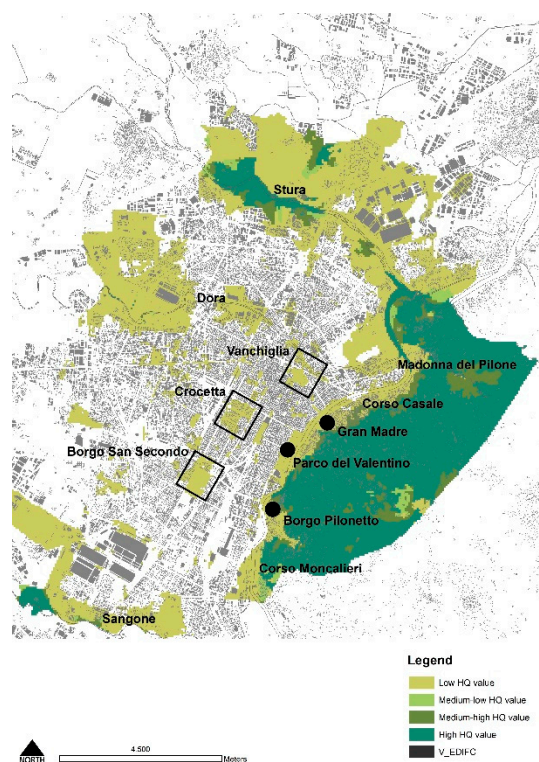 Stura
Dora
Vanchiglia
Madonna del Pilone
Crocetta
Corso Casale
Gran Madre
Borgo San Secondo
Parco del Valentino
Borgo Pilonetto
Corso Moncalieri
Sangone
Legend
Low HQ value
Medium-low HQ value
Medium-high HQ value
High HQ value
V_EDIFC
NORTH
4.500
Meters